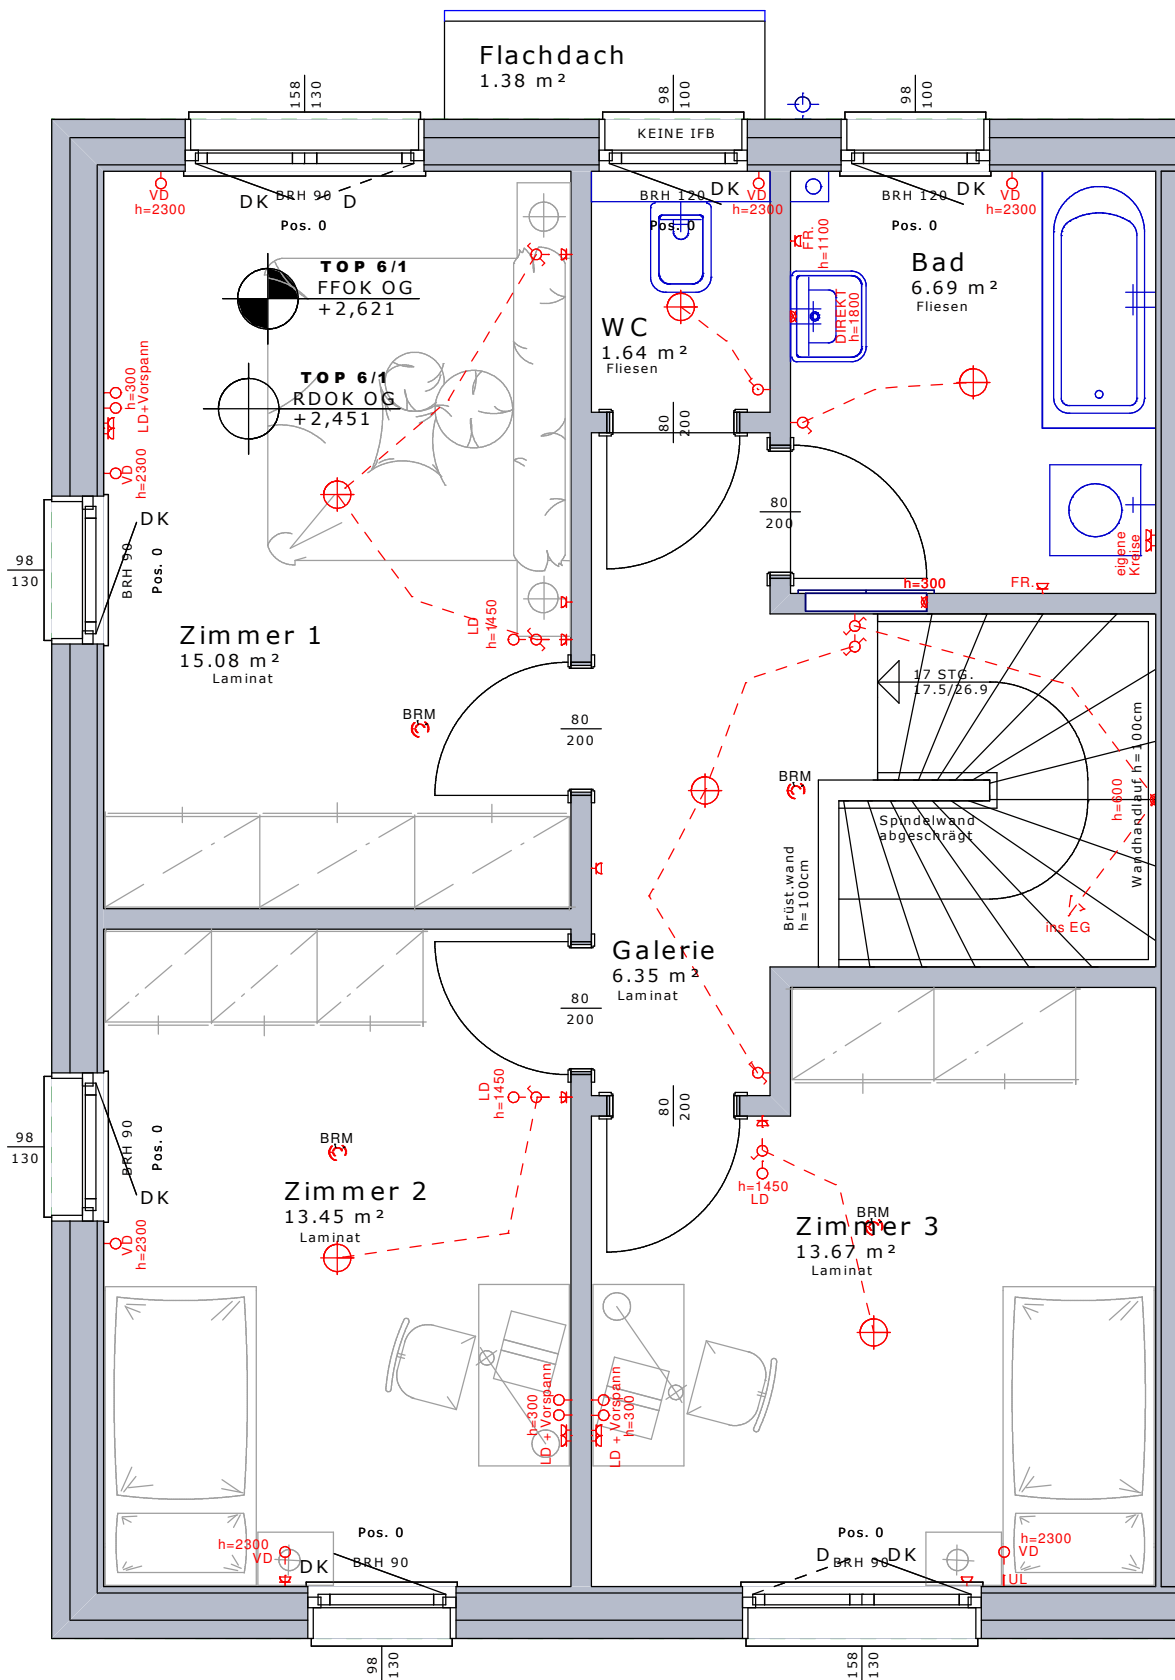 Flachdach
1.38 m²
158
130
98
100
98
100
KEINE IFB
VD
h=2300
DK
BRH 90
D
Pos. 0
BRH 120
DK
Pos. 0
VD
h=2300
BRH 120
DK
Pos. 0
VD
h=2300
TOP 6/1
FFOK OG
+2,621
TOP 6/1
RDOK OG
+2,451
FR.
h=1100
Bad
6.69 m²
Fliesen
DIREKT
h=1800
WC
1.64 m²
Fliesen
h=300
LD+Vorspann
VD
h=2300
80
200
80
200
DK
98
130
BRH 90
Pos. 0
eigene
Kreise
h=300
FR.
LD
h=1450
Zimmer 1
15.08 m²
Laminat
BRM
80
200
17 STG.
17.5/26.9
BRM
Spindelwand
abgeschrägt
h=600
Wandhandlauf h=100cm
Brüst.wand
h=100cm
ins EG
Galerie
6.35 m²
Laminat
80
200
LD
h=1450
80
200
98
130
BRH 90
Pos. 0
DK
VD
h=2300
BRM
Zimmer 2
13.45 m²
Laminat
h=1450
LD
BRM
Zimmer 3
13.67 m²
Laminat
h=300
LD + Vorspann
LD + Vorspann
h=300
h=2300
VD
DK
Pos. 0
BRH 90
Pos. 0
D
BRH 90
DK
h=2300
VD
UL
98
130
158
130